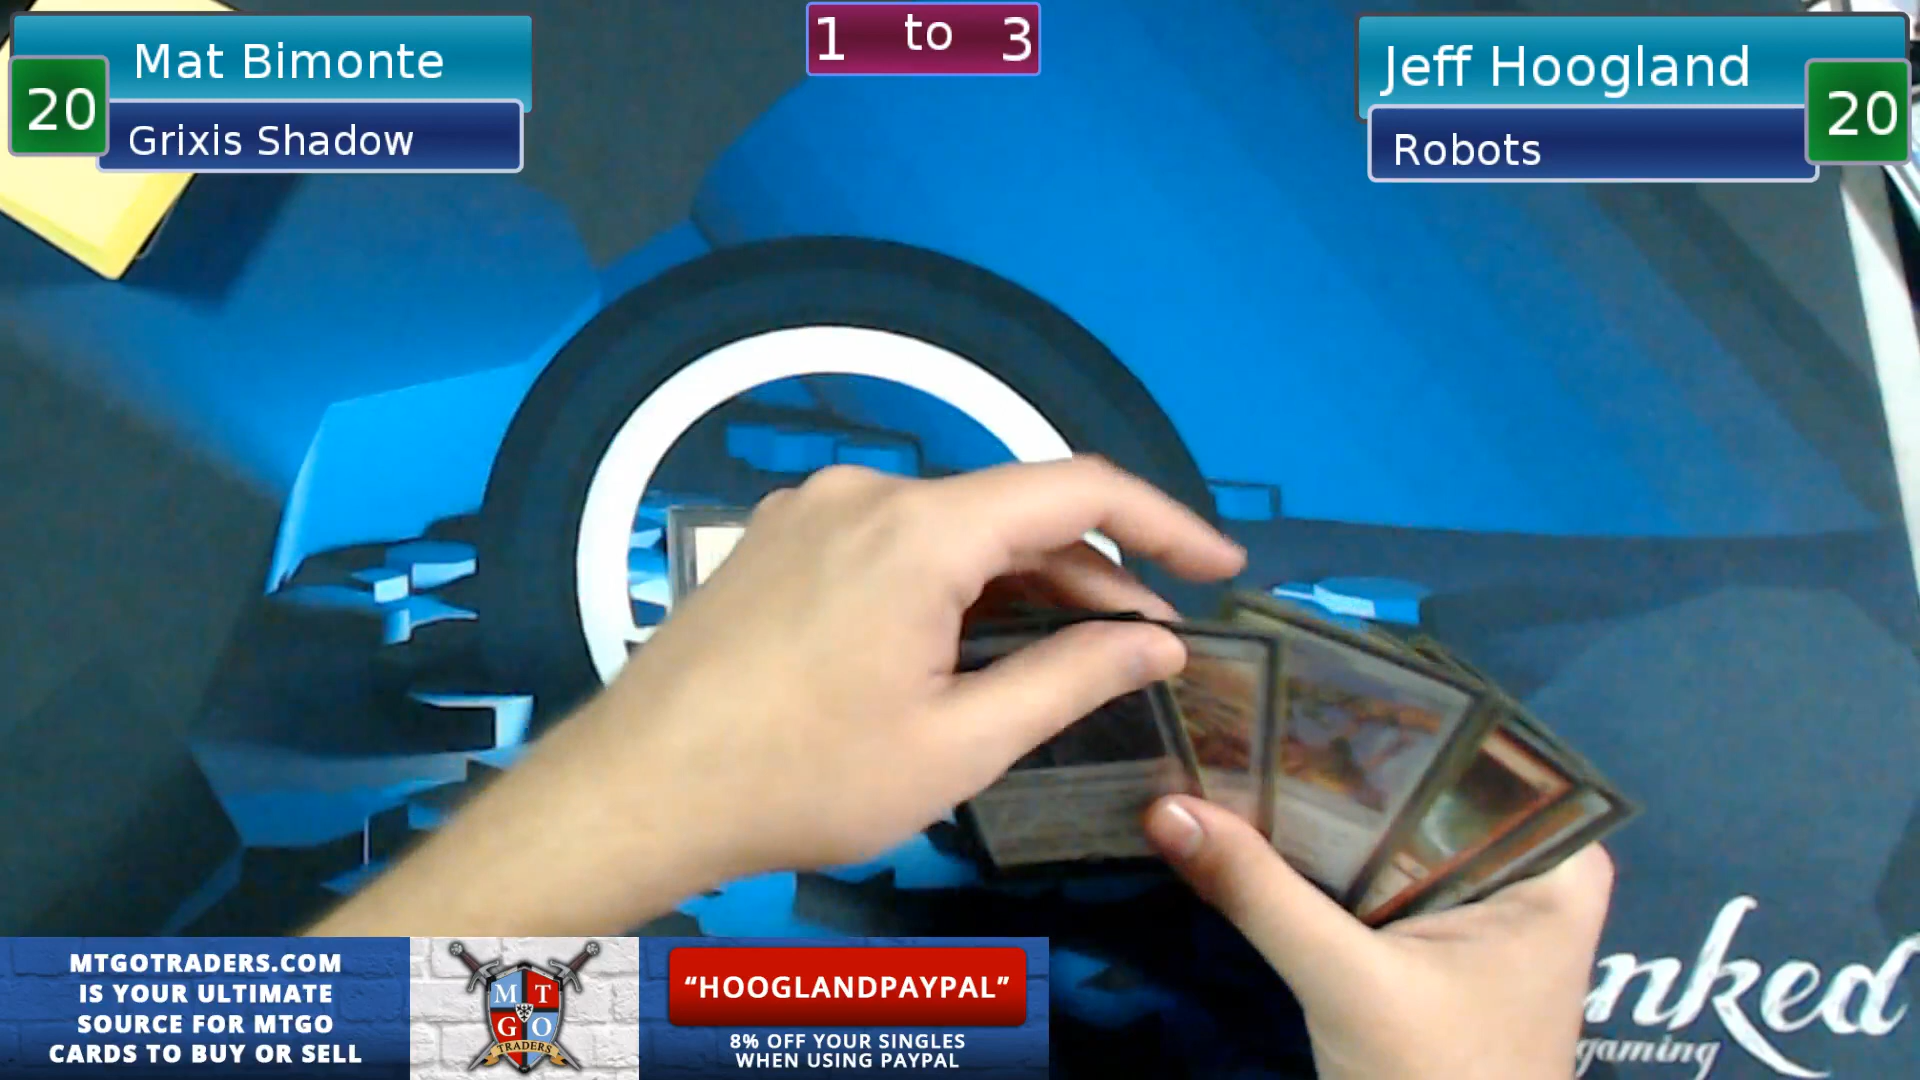 Mat Bimonte
20
Grixis Shadow
1 to 3
Jeff Hoogland
20
Robots
MTGOTRADERS.COM
IS YOUR ULTIMATE
SOURCE FOR MTGO
CARDS TO BUY OR SELL
M T
G O
TRADERS
“HOOGLANDPAYPAL”
8% OFF YOUR SINGLES
WHEN USING PAYPAL
nked
gaming